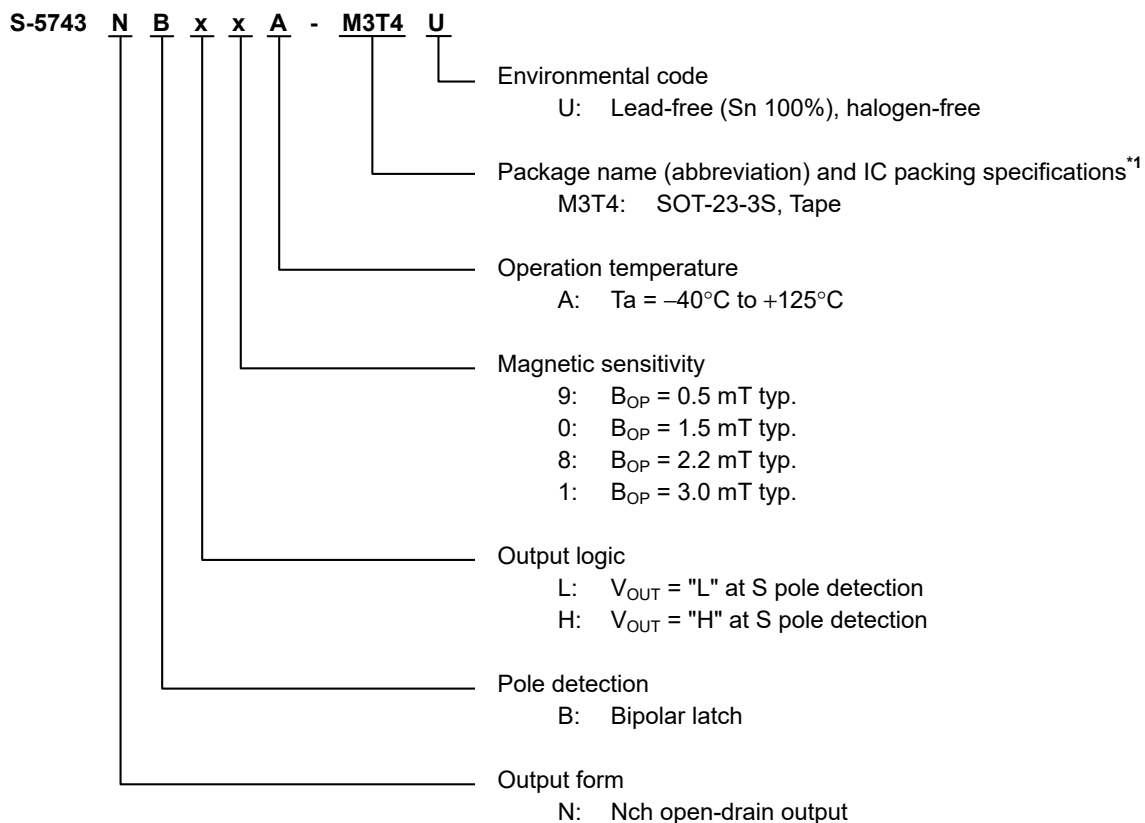 S-5743 N B x x A - M3T4 U
Environmental code
U: Lead-free (Sn 100%), halogen-free
Package name (abbreviation) and IC packing specifications*1
M3T4: SOT-23-3S, Tape
Operation temperature
A: Ta = −40°C to +125°C
Magnetic sensitivity
9: BOP = 0.5 mT typ.
0: BOP = 1.5 mT typ.
8: BOP = 2.2 mT typ.
1: BOP = 3.0 mT typ.
Output logic
L: VOUT = "L" at S pole detection
H: VOUT = "H" at S pole detection
Pole detection
B: Bipolar latch
Output form
N: Nch open-drain output